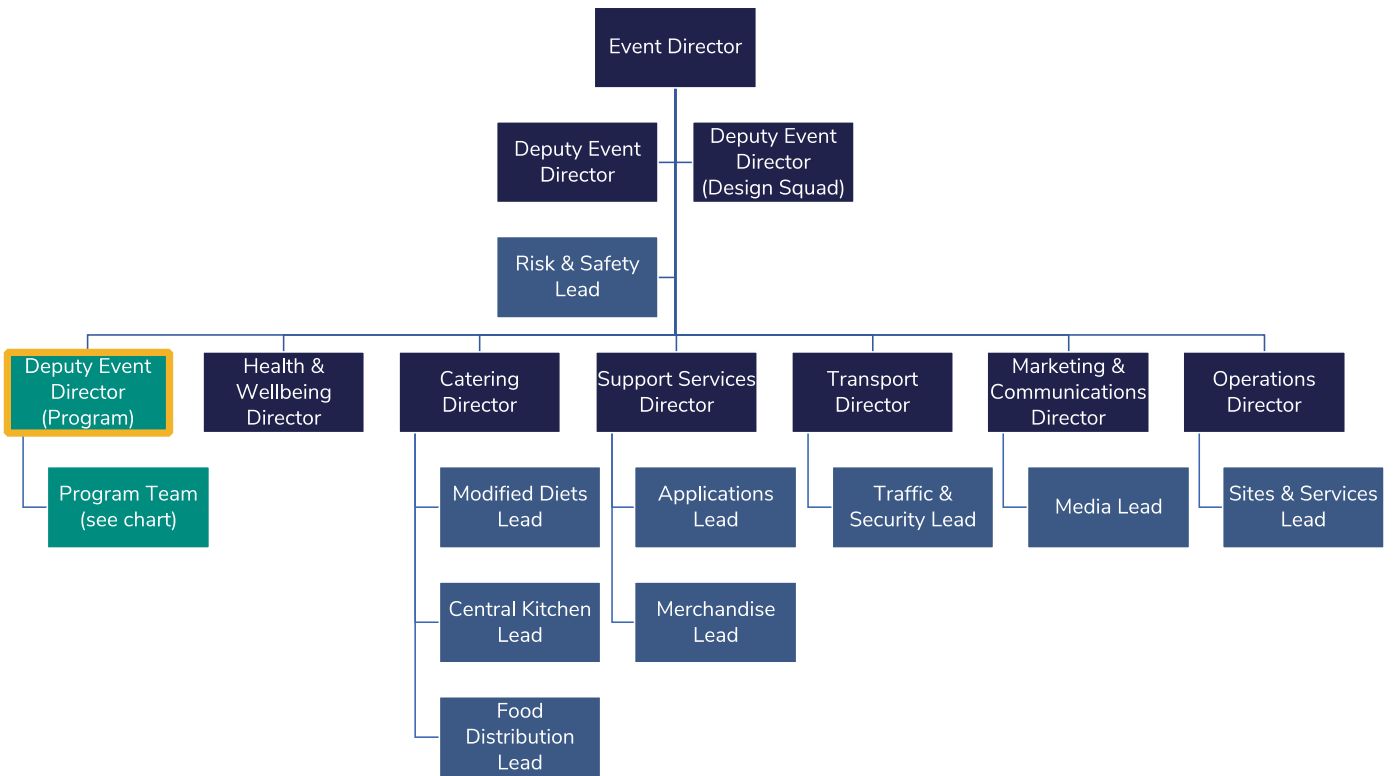 Event Director
Deputy Event
Director
Deputy Event
Director
(Design Squad)
Risk & Safety
Lead
Deputy Event
Director
(Program)
Health &
Wellbeing
Director
Catering
Director
Support Services
Director
Transport
Director
Marketing &
Communications
Director
Operations
Director
Program Team
(see chart)
Modified Diets
Lead
Applications
Lead
Traffic &
Security Lead
Media Lead
Sites & Services
Lead
Central Kitchen
Lead
Merchandise
Lead
Food
Distribution
Lead